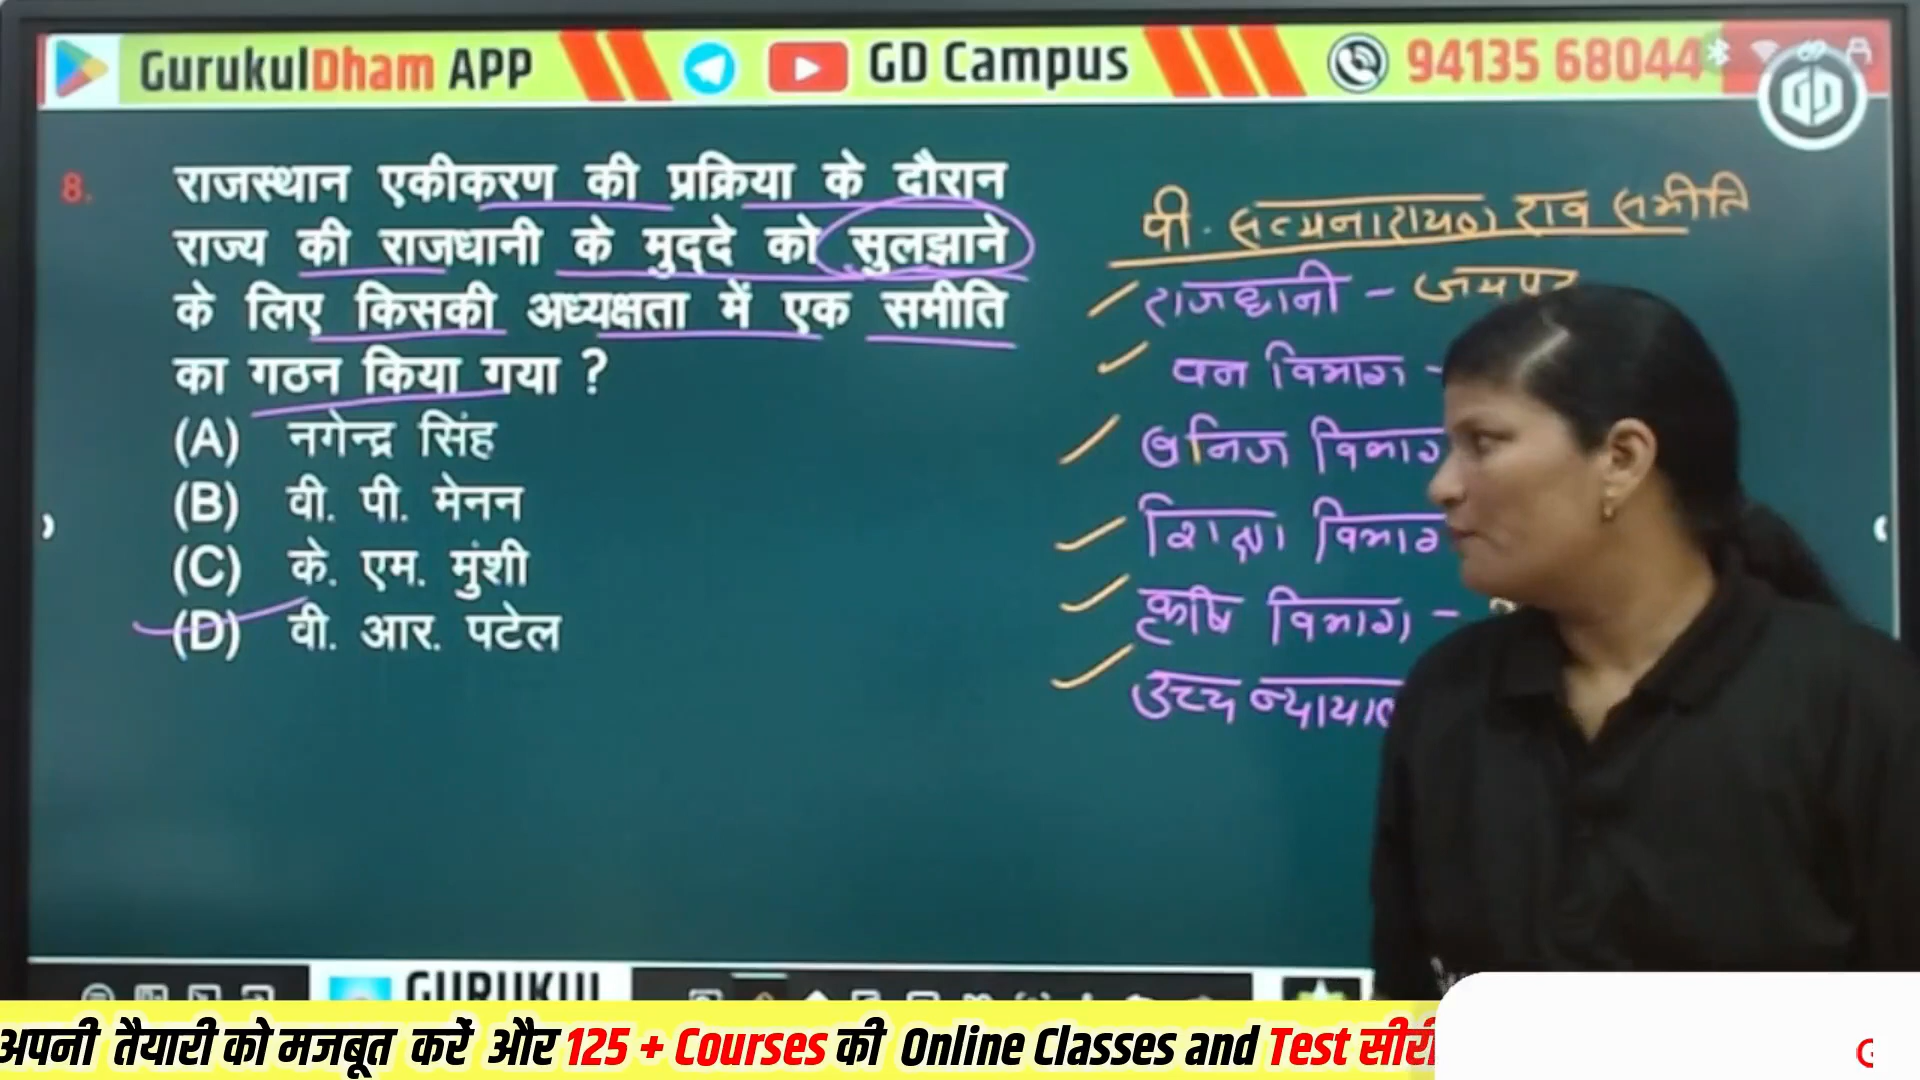 GurukulDham APP GD Campus 94135 68044
GD
8. राजस्थान एकीकरण की प्रक्रिया के दौरान
राज्य की राजधानी के मुद्दे को सुलझाने
के लिए किसकी अध्यक्षता में एक समीति
का गठन किया गया ?
(A) नगेन्द्र सिंह
(B) वी. पी. मेनन
(C) के. एम. मुंशी
(D) वी. आर. पटेल
पी. सत्यनारायण राव समीति
राजधानी - जयपुर
वन विभाग -
खनिज विभाग
शिक्षा विभाग
कृषि विभाग -
उच्च
GURUKUL
अपनी तैयारी को मजबूत करें और 125 + Courses की Online Classes and Test